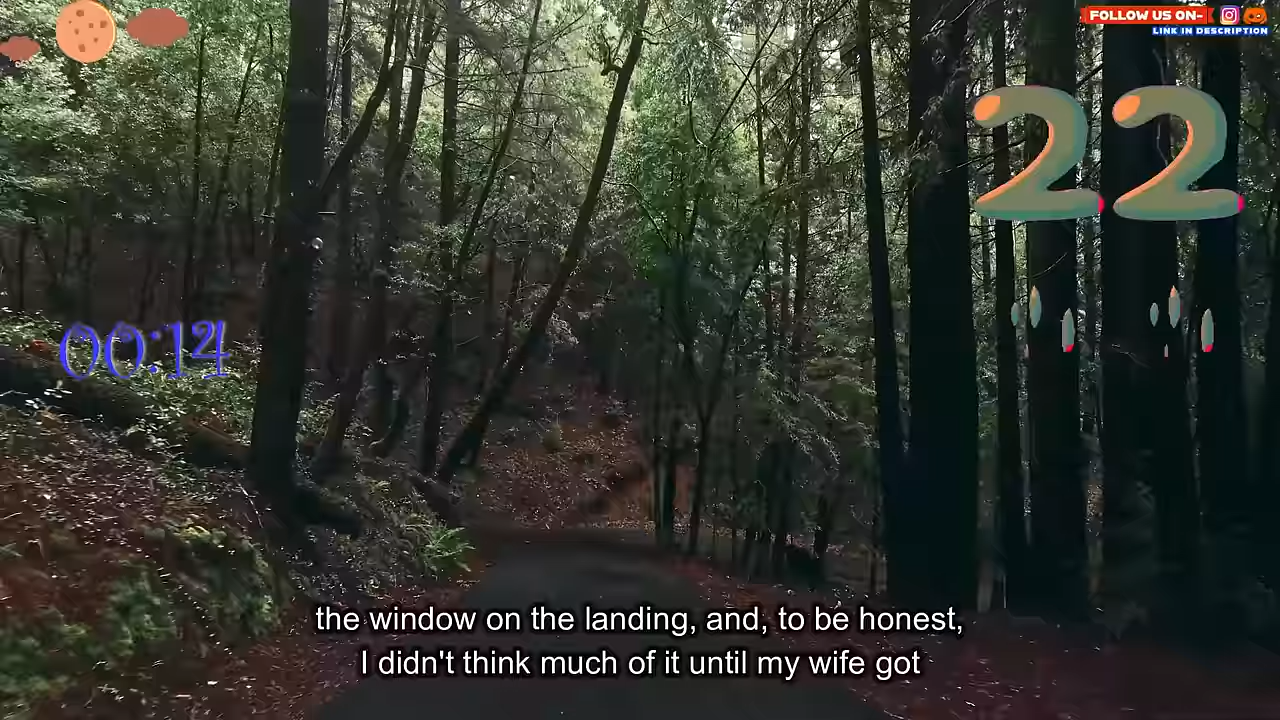 FOLLOW US ON-
LINK IN DESCRIPTION
22
00:14
the window on the landing, and, to be honest,
I didn't think much of it until my wife got